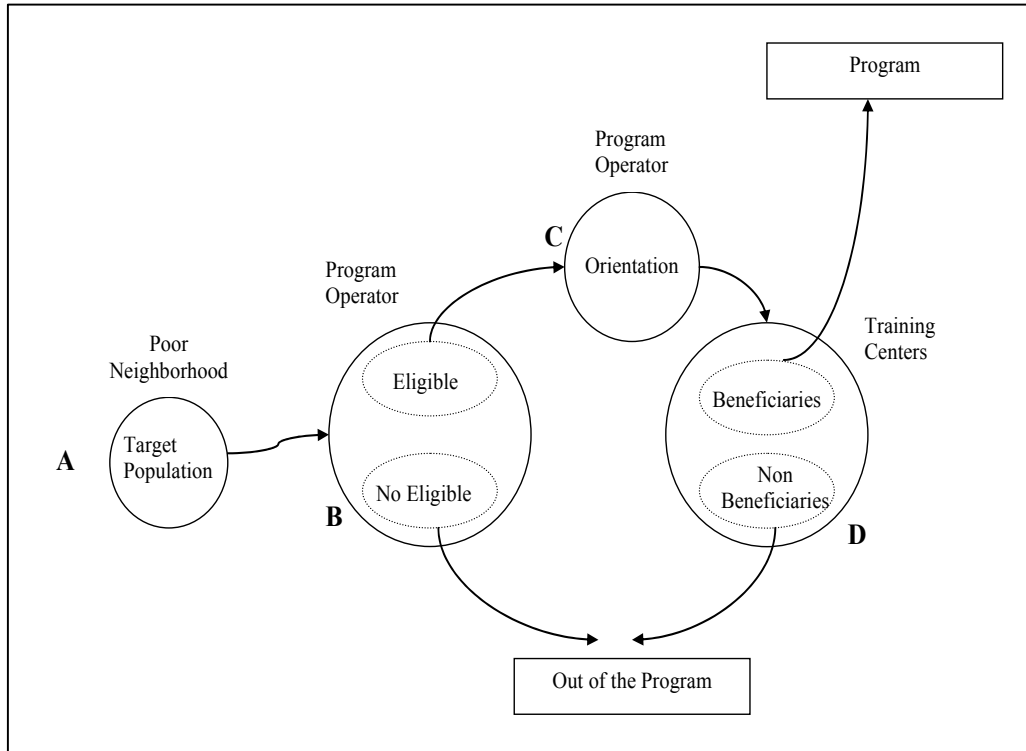 Program
Program
Operator
C
Orientation
Program
Operator
Training
Centers
Poor
Neighborhood
Eligible
Beneficiaries
A
Target
Population
No Eligible
B
Non
Beneficiaries
D
Out of the Program